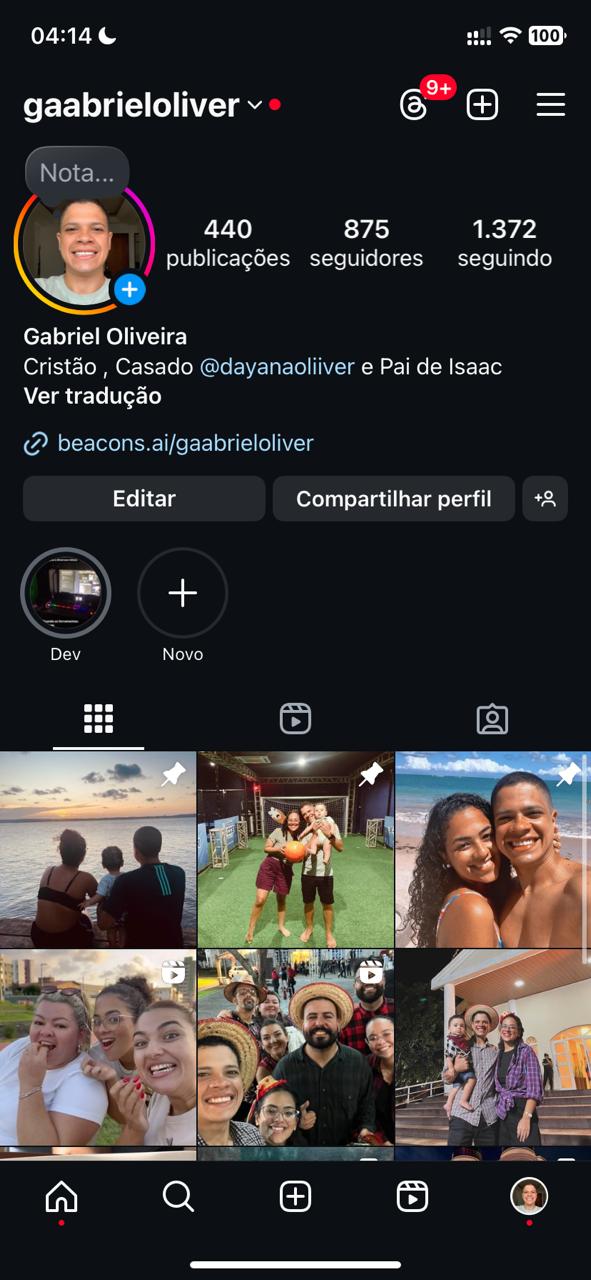 04:14
100
gaabrieloliver
9+
Nota...
440 875 1.372
publicações seguidores seguindo
Gabriel Oliveira
Cristão , Casado @dayanaoliiver e Pai de Isaac
Ver tradução
beacons.ai/gaabrieloliver
Editar Compartilhar perfil
Dev Novo